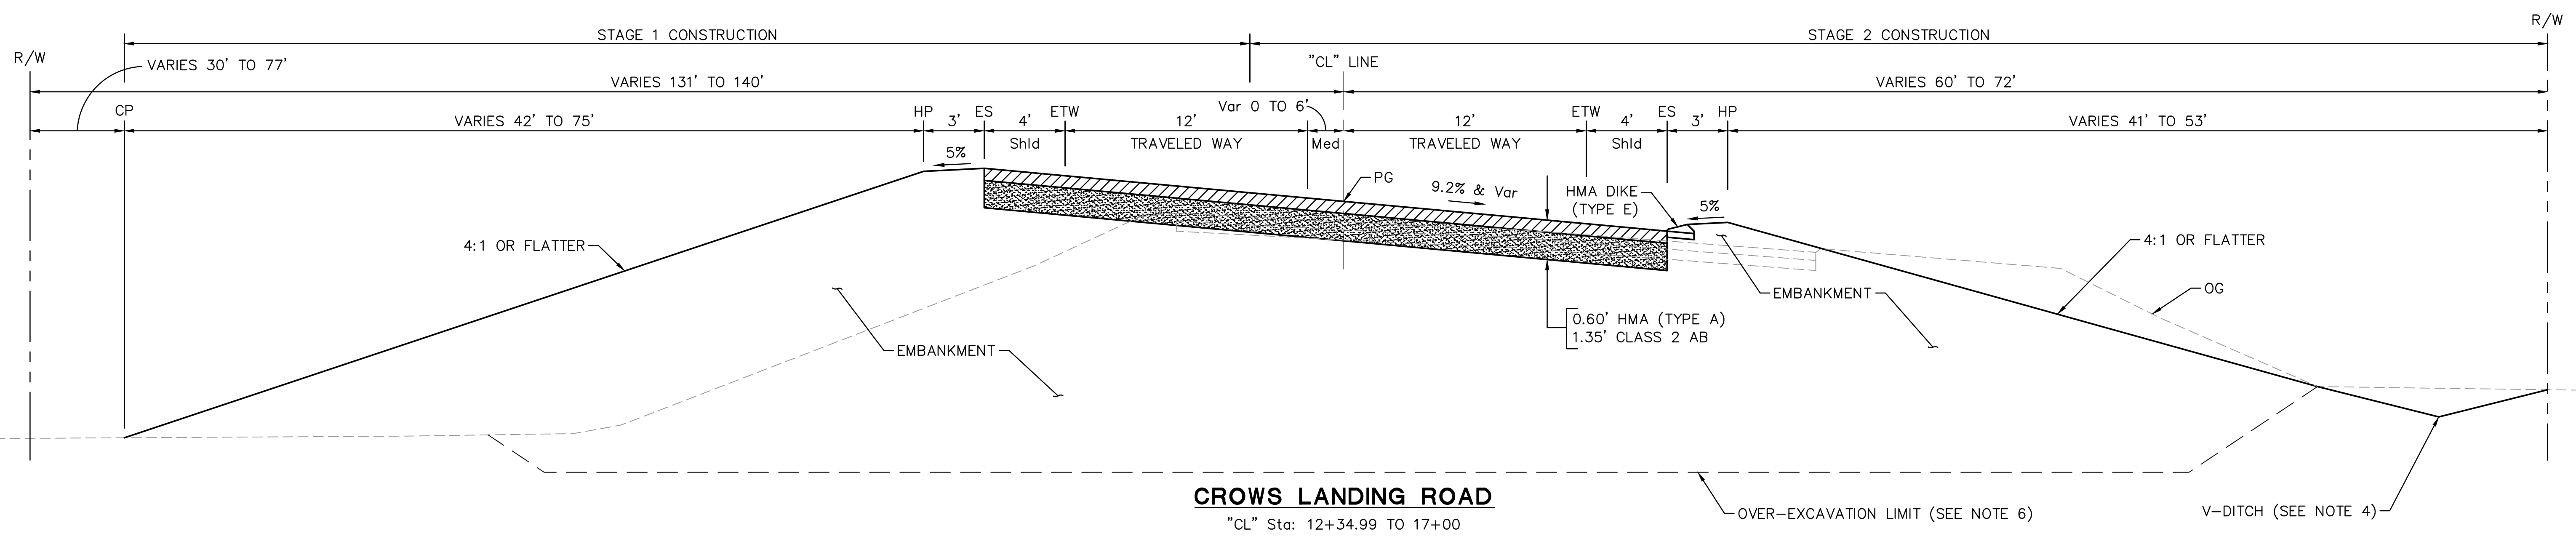 R/W
STAGE 1 CONSTRUCTION
STAGE 2 CONSTRUCTION
R/W
VARIES 30' TO 77'
"CL" LINE
VARIES 131' TO 140'
VARIES 60' TO 72'
CP
VARIES 42' TO 75'
HP
3'
ES
4'
Shld
ETW
12'
TRAVELED WAY
Var 0 TO 6'
Med
12'
TRAVELED WAY
ETW
4'
Shld
ES
3'
HP
VARIES 41' TO 53'
5%
PG
9.2% & Var
HMA DIKE
(TYPE E)
5%
4:1 OR FLATTER
4:1 OR FLATTER
OG
EMBANKMENT
EMBANKMENT
0.60' HMA (TYPE A)
1.35' CLASS 2 AB
CROWS LANDING ROAD
"CL" Sta: 12+34.99 TO 17+00
OVER-EXCAVATION LIMIT (SEE NOTE 6)
V-DITCH (SEE NOTE 4)